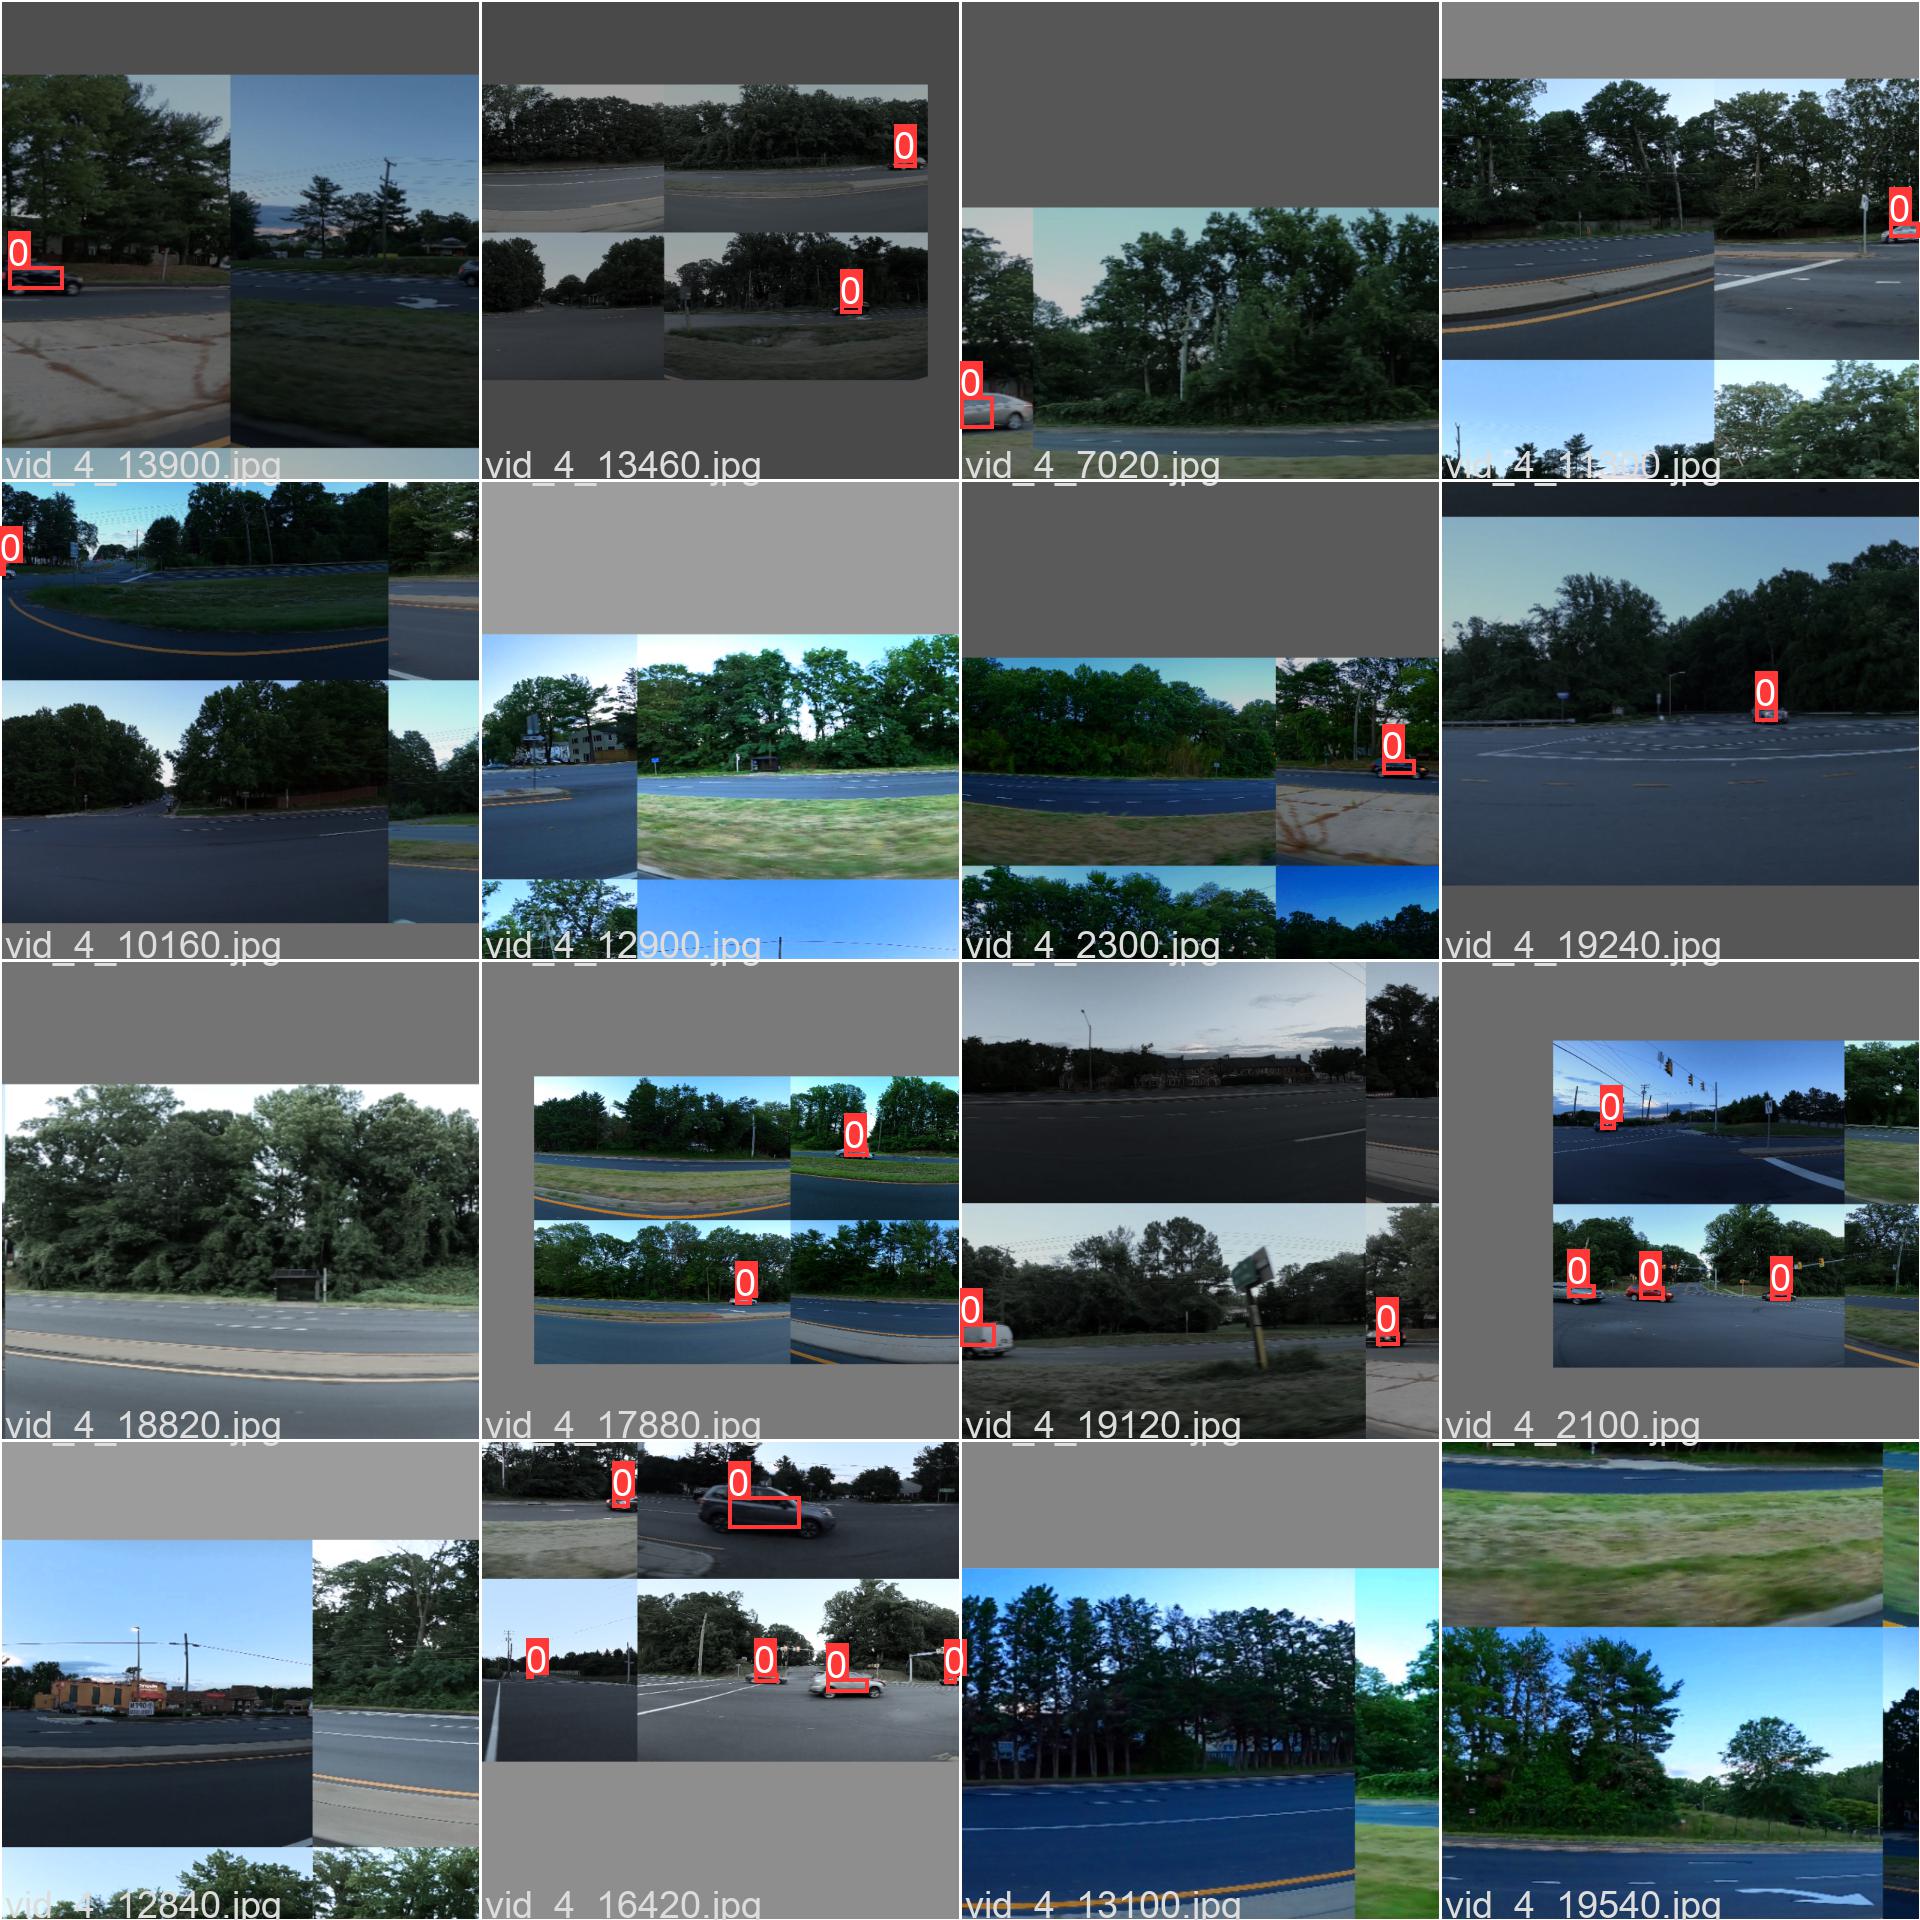 0
vid_4_13900.jpg
0
0
vid_4_13460.jpg
0
vid_4_7020.jpg
0
vid_4_11300.jpg
0
vid_4_10160.jpg
vid_4_12900.jpg
0
vid_4_2300.jpg
0
vid_4_19240.jpg
vid_4_18820.jpg
0
0
vid_4_17880.jpg
0
0
vid_4_19120.jpg
0
0
0
0
vid_4_2100.jpg
vid_4_12840.jpg
0
0
0
0
0
0
vid_4_16420.jpg
vid_4_13100.jpg
vid_4_19540.jpg